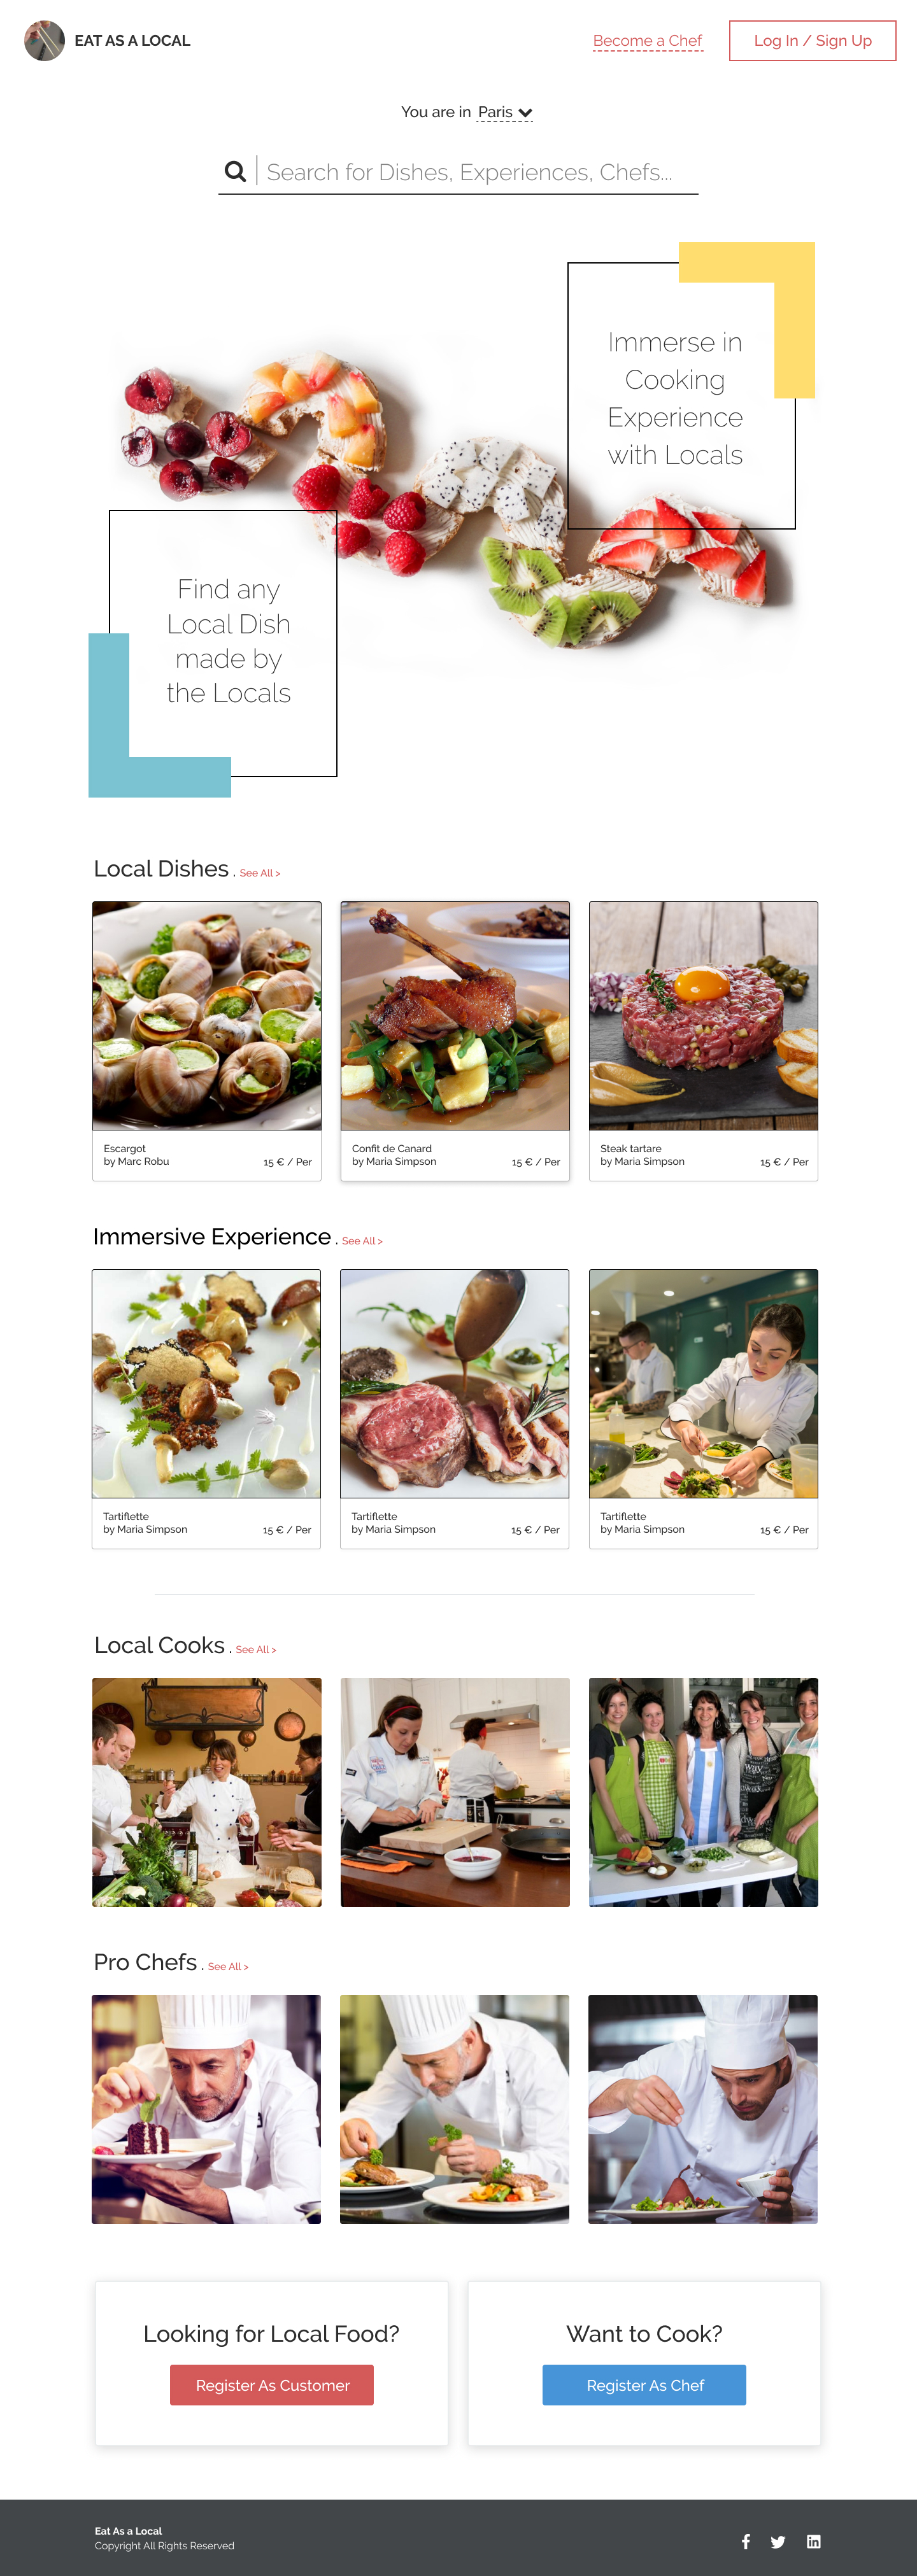 EAT AS A LOCAL
Become a Chef
Log In / Sign Up
You are in Paris
Search for Dishes, Experiences, Chefs...
Immerse in
Cooking
Experience
with Locals
Find any
Local Dish
made by
the Locals
Local Dishes . See All >
Escargot
by Marc Robu
15 € / Per
Confit de Canard
by Maria Simpson
15 € / Per
Steak tartare
by Maria Simpson
15 € / Per
Immersive Experience . See All >
Tartiflette
by Maria Simpson
15 € / Per
Tartiflette
by Maria Simpson
15 € / Per
Tartiflette
by Maria Simpson
15 € / Per
Local Cooks . See All >
Pro Chefs . See All >
Looking for Local Food?
Register As Customer
Want to Cook?
Register As Chef
Eat As a Local
Copyright All Rights Reserved